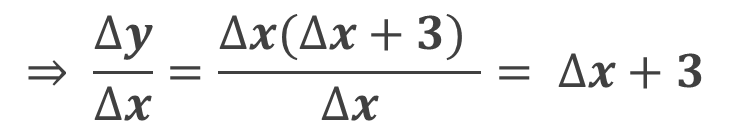 ⇒ Δy/Δx = Δx(Δx + 3)/Δx = Δx + 3